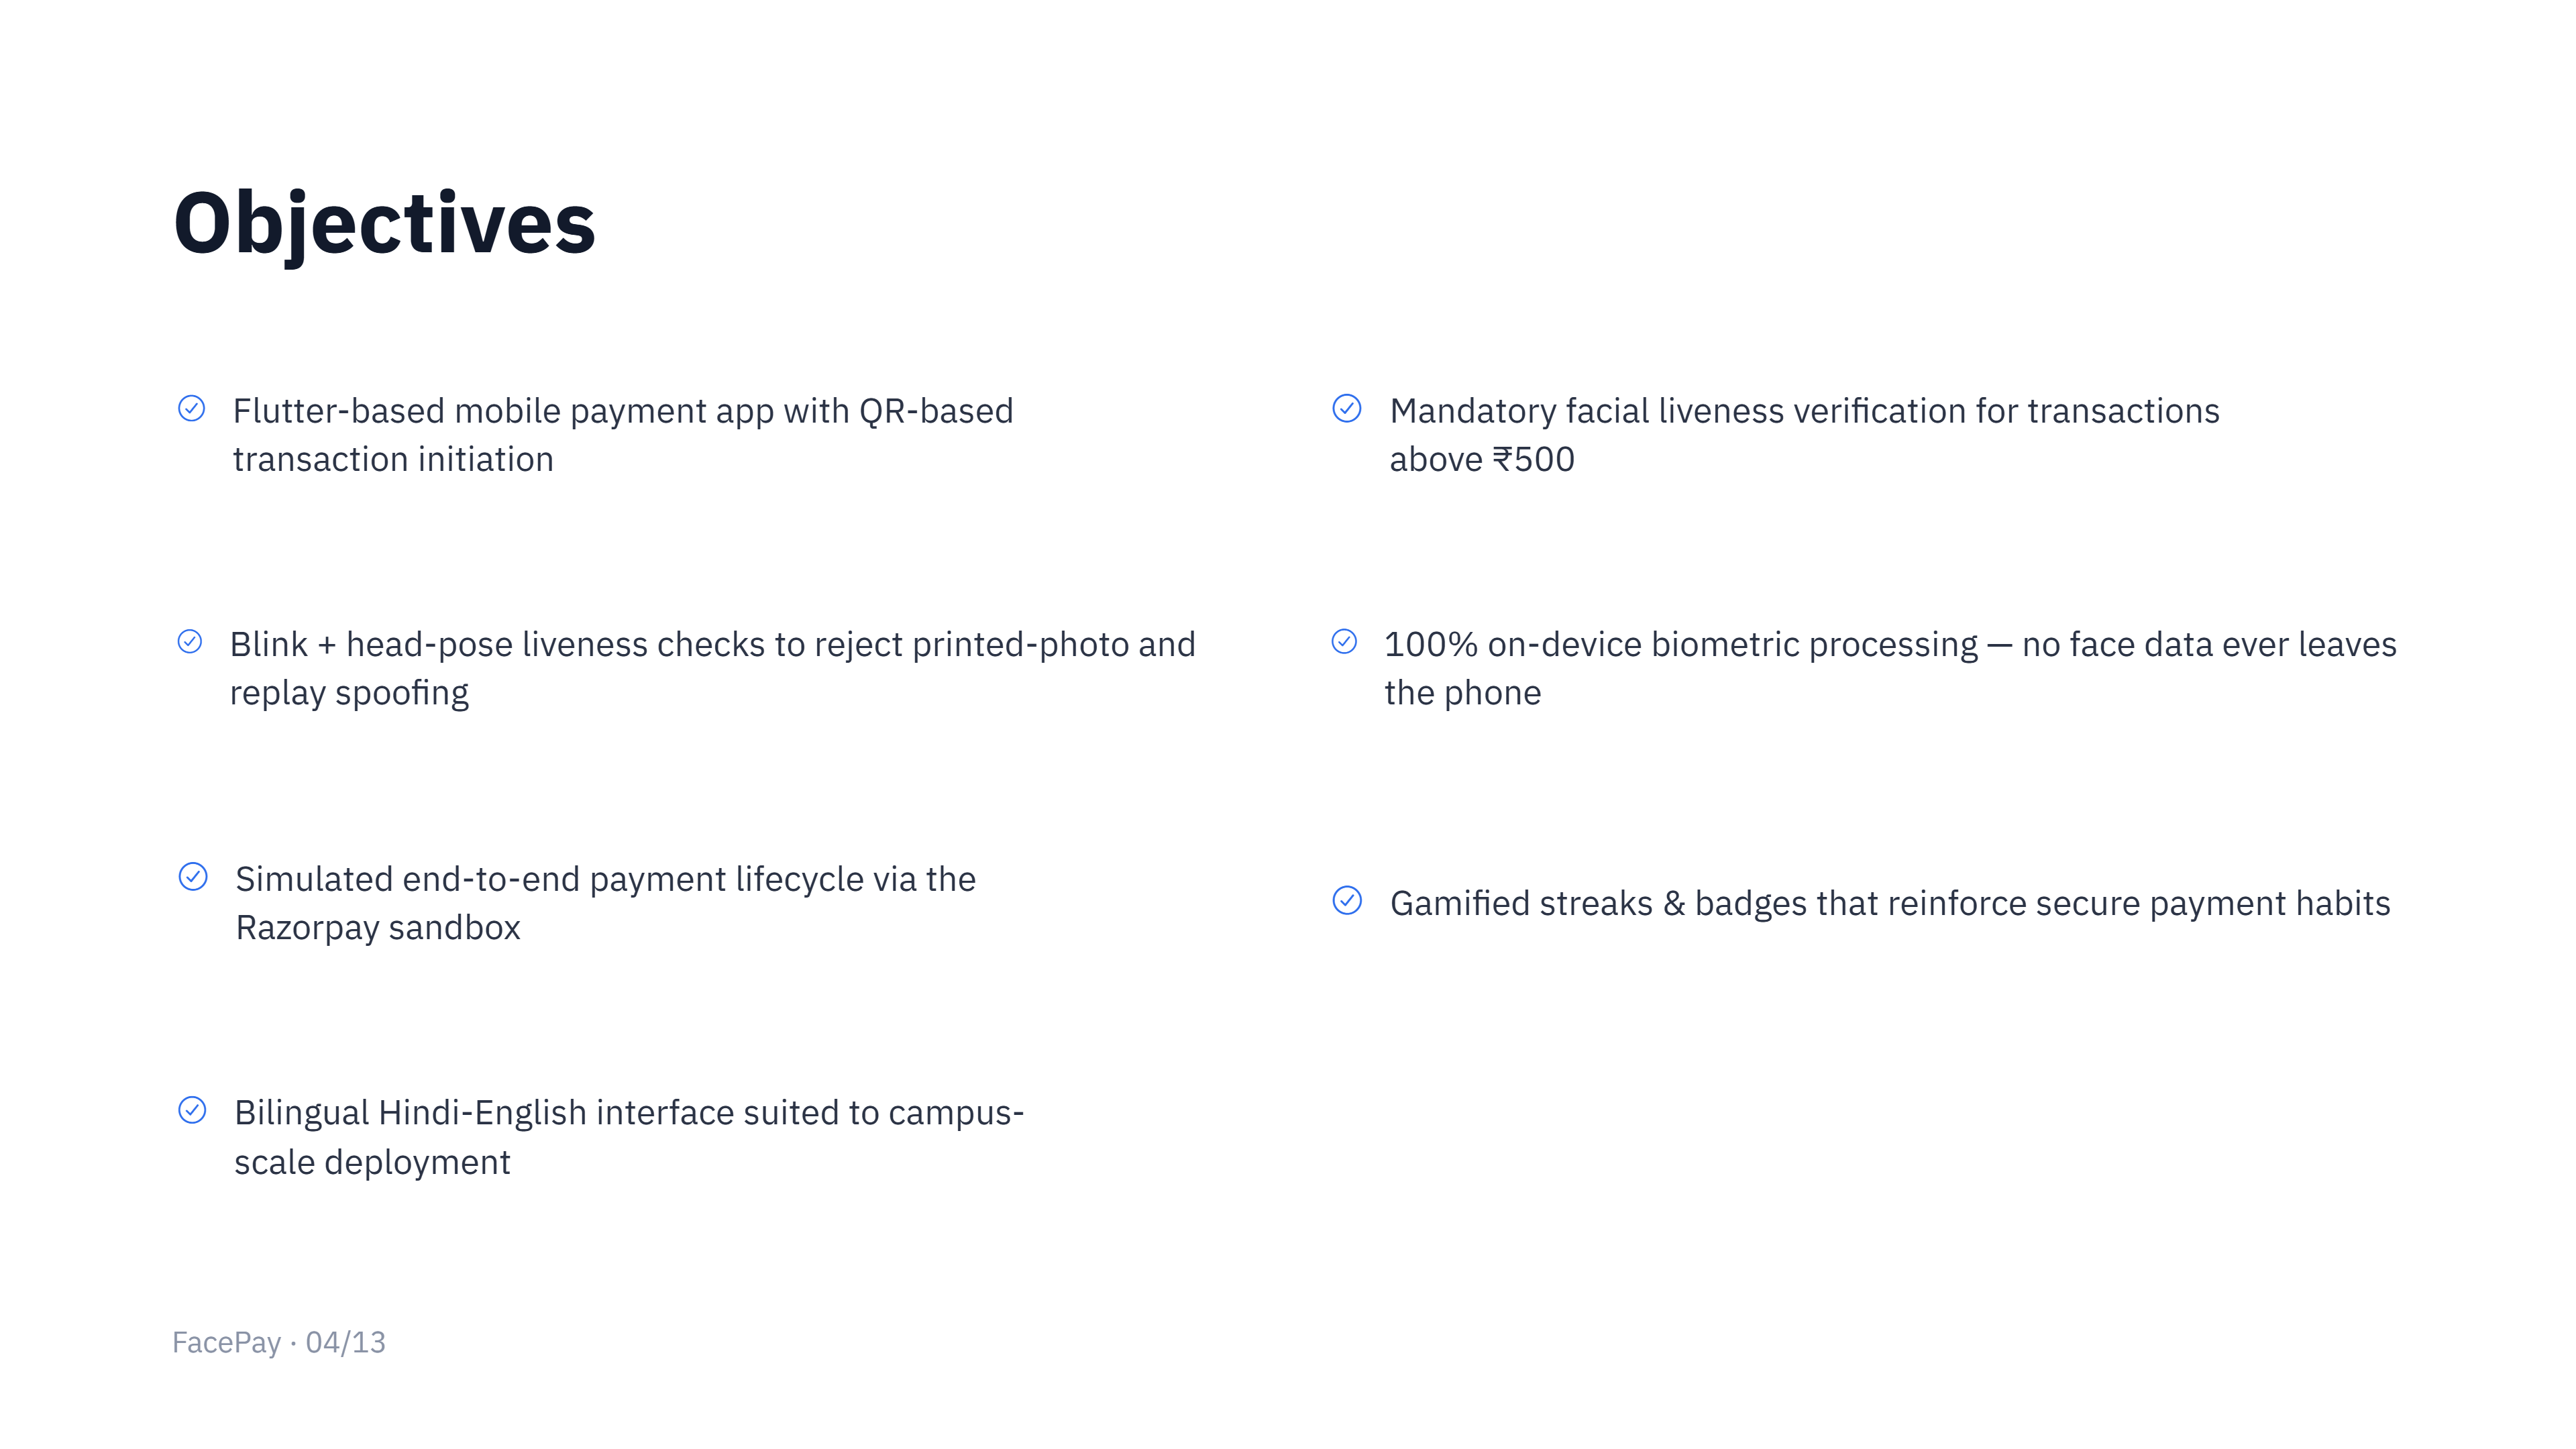 Objectives
Flutter-based mobile payment app with QR-based
transaction initiation
Mandatory facial liveness verification for transactions
above ₹500
Blink + head-pose liveness checks to reject printed-photo and
replay spoofing
100% on-device biometric processing — no face data ever leaves
the phone
Simulated end-to-end payment lifecycle via the
Razorpay sandbox
Gamified streaks & badges that reinforce secure payment habits
Bilingual Hindi-English interface suited to campus-
scale deployment
FacePay · 04/13